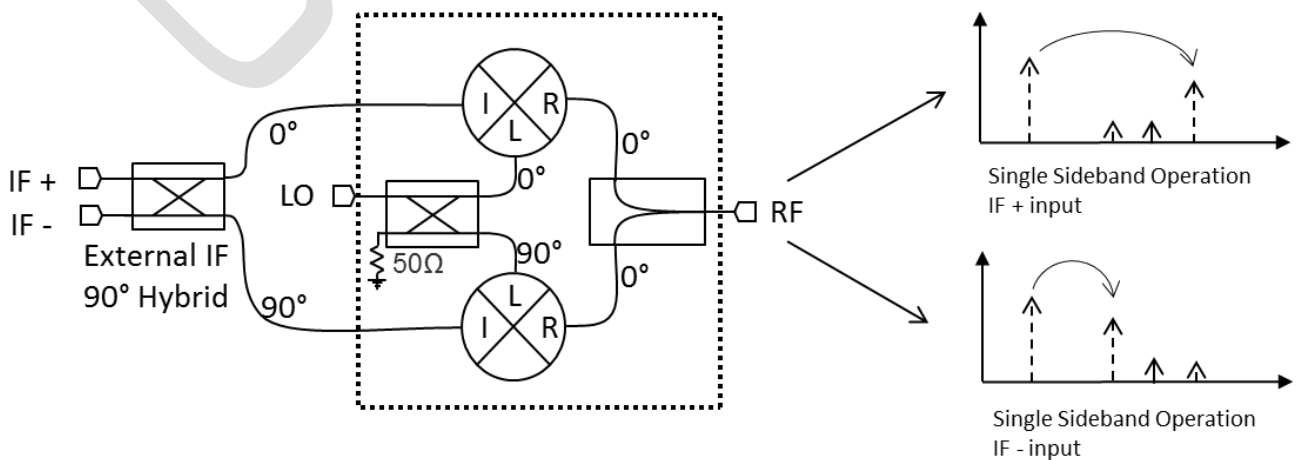 IF +
IF -
External IF
90° Hybrid
0°
90°
LO
50Ω
0°
90°
I
R
L
L
I
R
0°
0°
RF
Single Sideband Operation
IF + input
Single Sideband Operation
IF - input